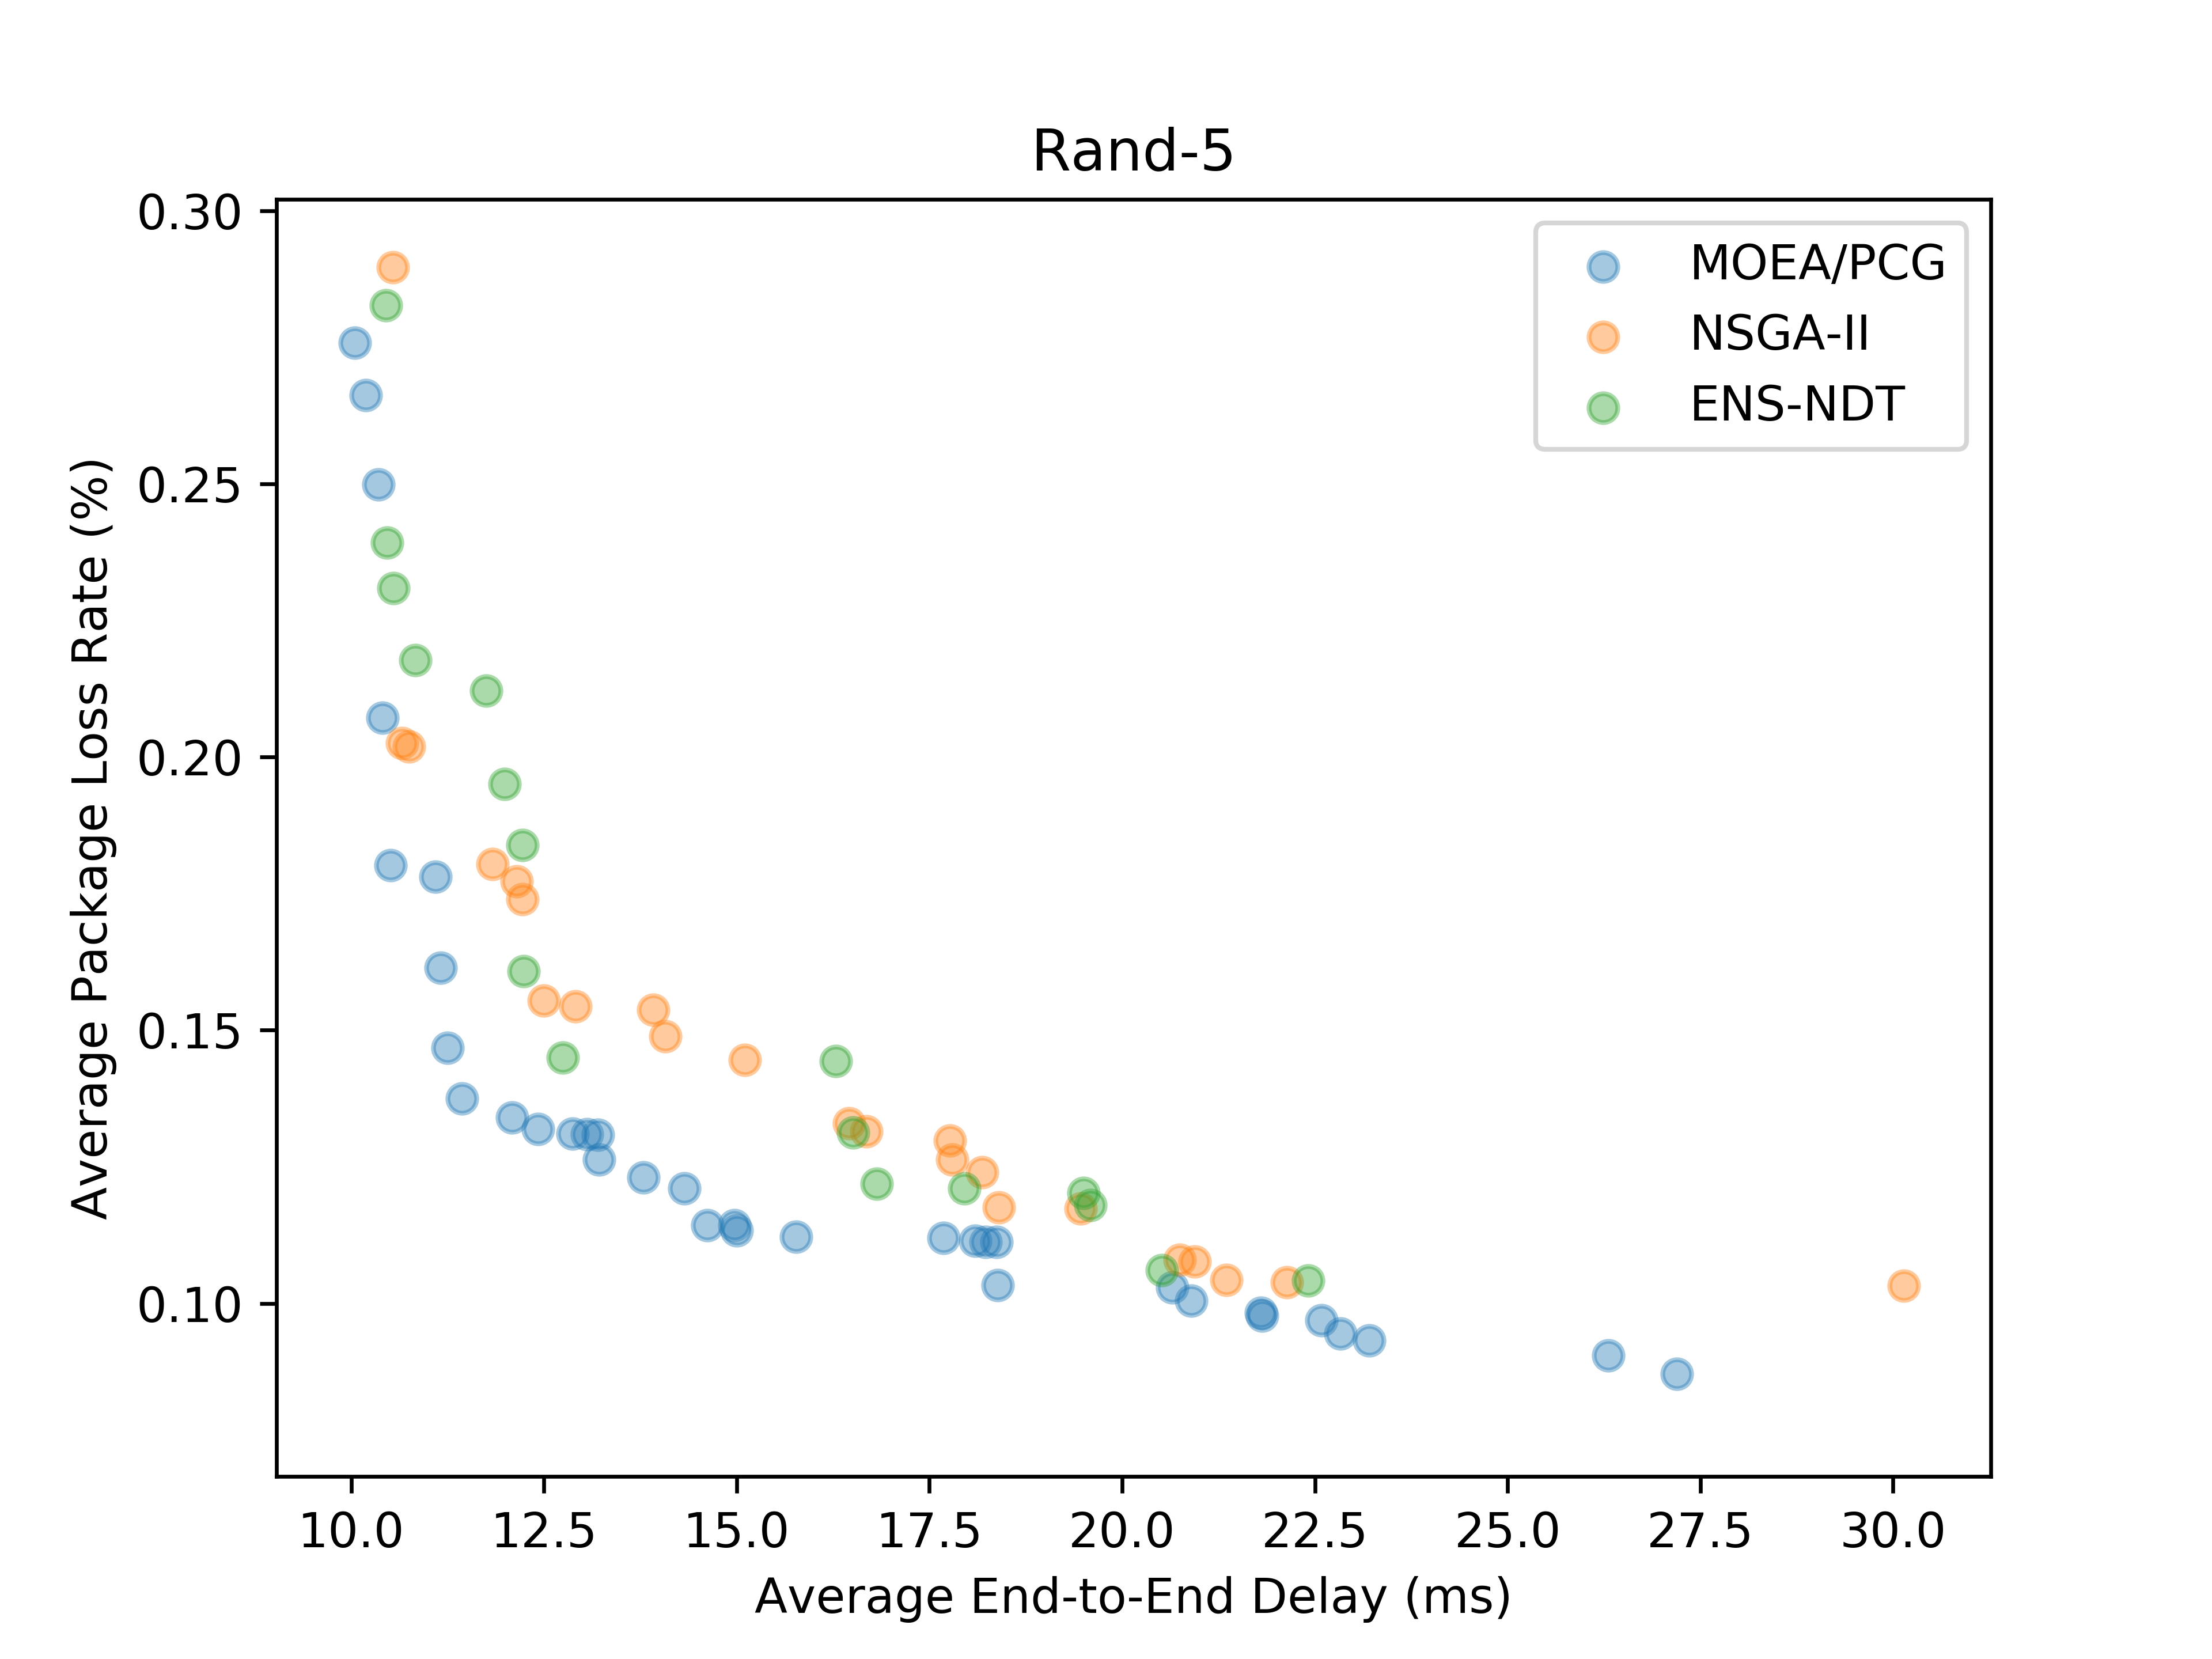 Rand-5
MOEA/PCG
NSGA-II
ENS-NDT
Average Package Loss Rate (%)
0.30
0.25
0.20
0.15
0.10
10.0 12.5 15.0 17.5 20.0 22.5 25.0 27.5 30.0
Average End-to-End Delay (ms)